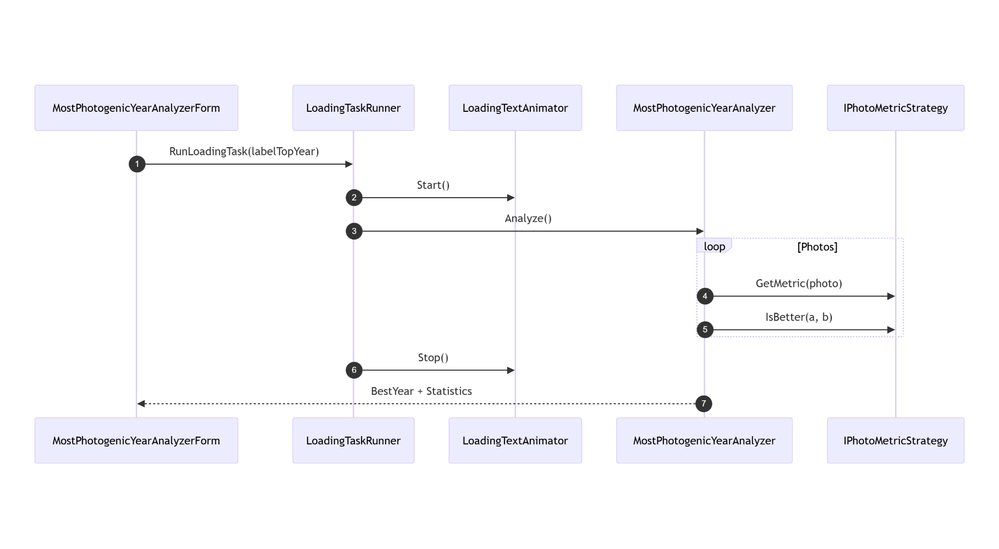 MostPhotogenicYearAnalyzerForm
LoadingTaskRunner
LoadingTextAnimator
MostPhotogenicYearAnalyzer
IPhotoMetricStrategy
RunLoadingTask(labelTopYear)
1
Start()
2
Analyze()
3
loop
[Photos]
GetMetric(photo)
4
IsBetter(a, b)
5
Stop()
6
BestYear + Statistics
7
MostPhotogenicYearAnalyzerForm
LoadingTaskRunner
LoadingTextAnimator
MostPhotogenicYearAnalyzer
IPhotoMetricStrategy